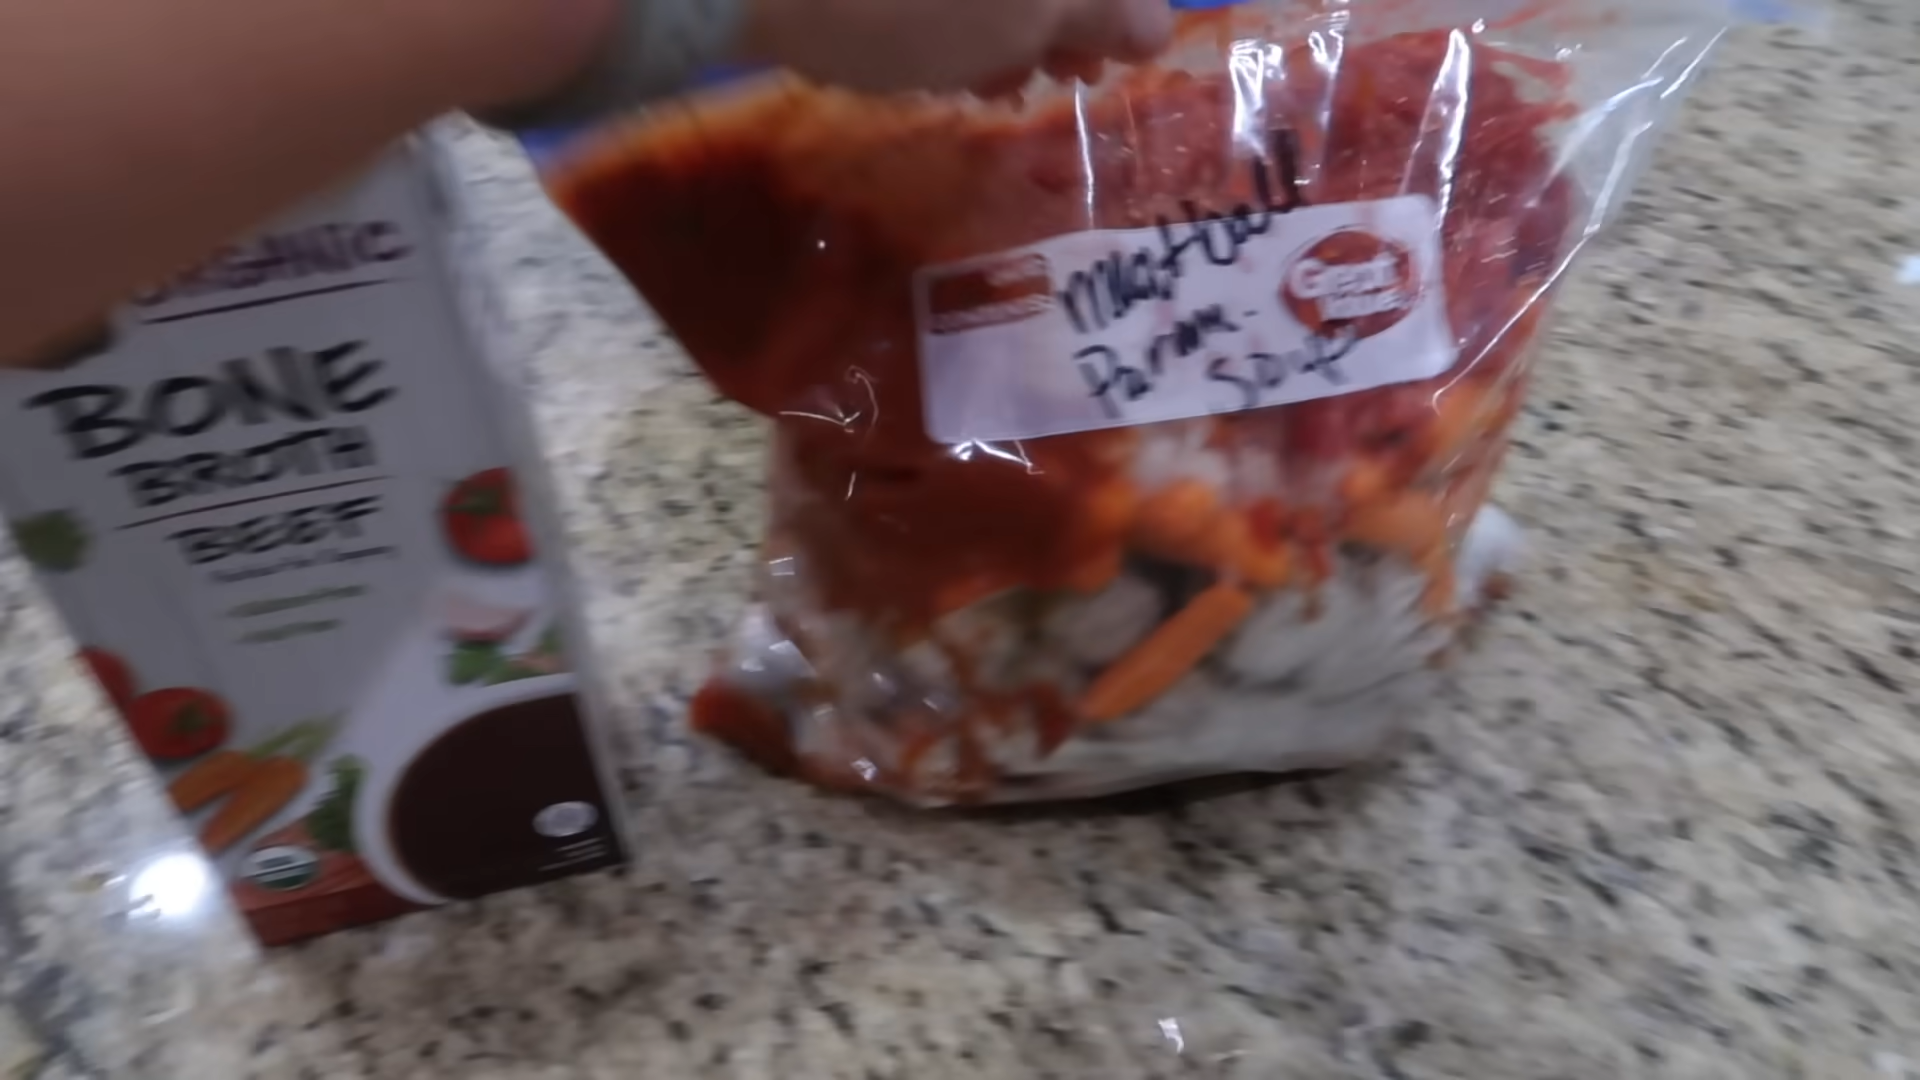 ORGANIC
BONE
BROTH
BEEF
Meatball
Parm.
Soup
Great
Value